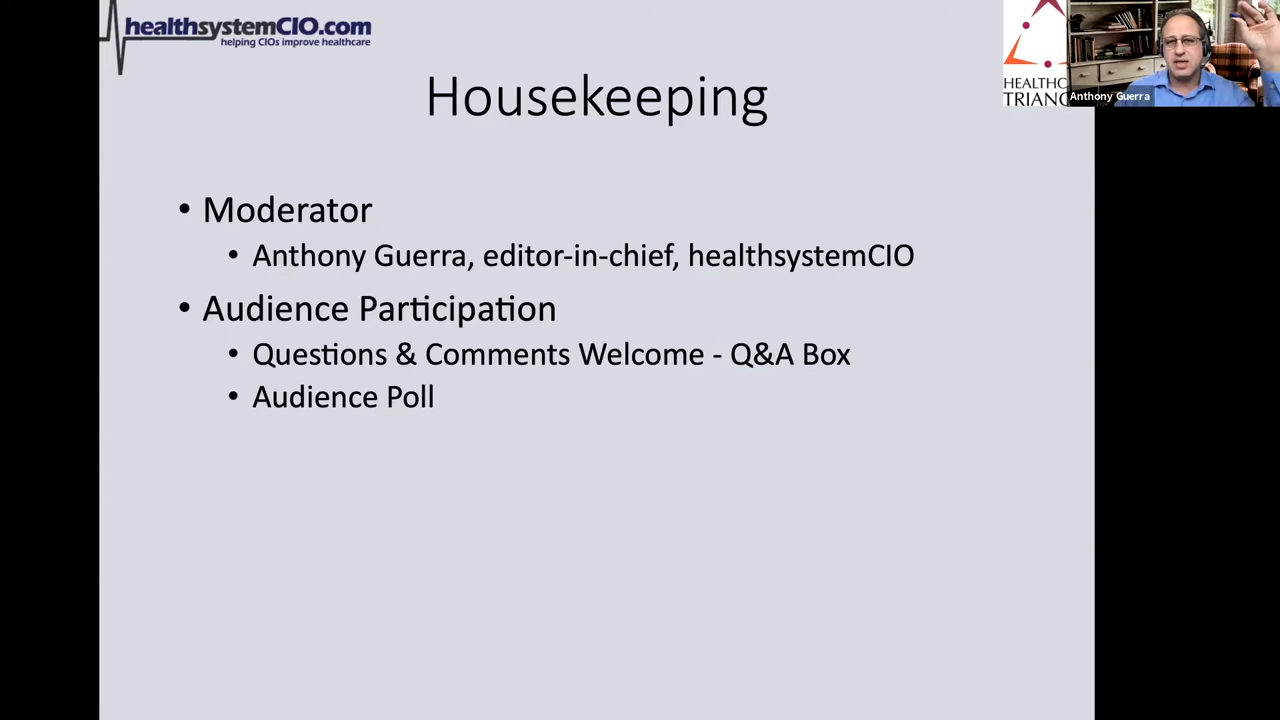 healthsystemCIO.com
helping CIOs improve healthcare
HEALTHC
TRIANG
Anthony Guerra
Housekeeping
• Moderator
• Anthony Guerra, editor-in-chief, healthsystemCIO
• Audience Participation
• Questions & Comments Welcome - Q&A Box
• Audience Poll